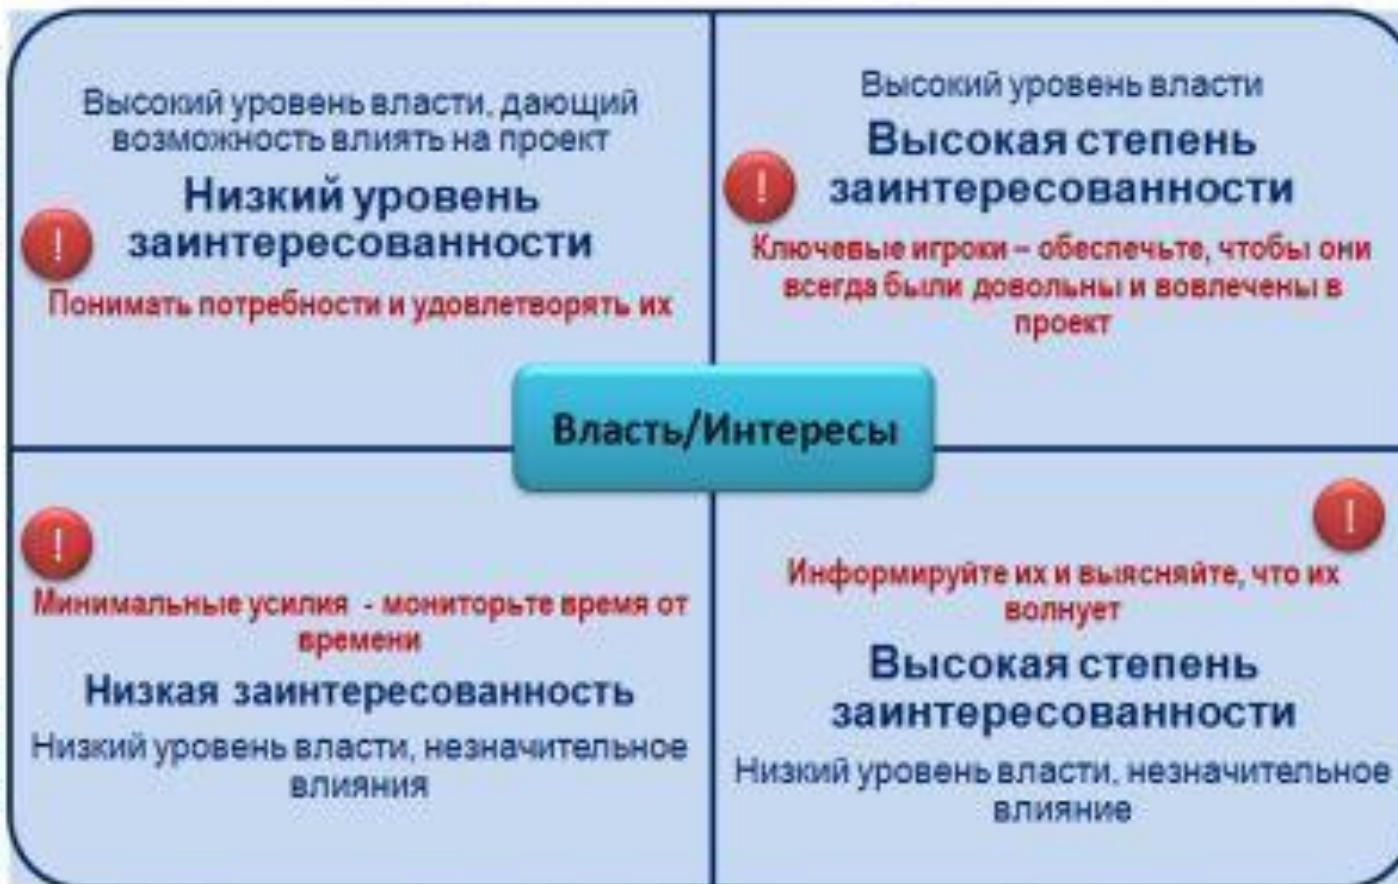 Высокий уровень власти, дающий
возможность влиять на проект
Низкий уровень
заинтересованности
!
Понимать потребности и удовлетворять их
Высокий уровень власти
Высокая степень
заинтересованности
!
Ключевые игроки – обеспечьте, чтобы они
всегда были довольны и вовлечены в
проект
Власть/Интересы
!
Минимальные усилия - мониторьте время от
времени
Низкая заинтересованность
Низкий уровень власти, незначительное
влияния
!
Информируйте их и выясняйте, что их
волнует
Высокая степень
заинтересованности
Низкий уровень власти, незначительное
влияние